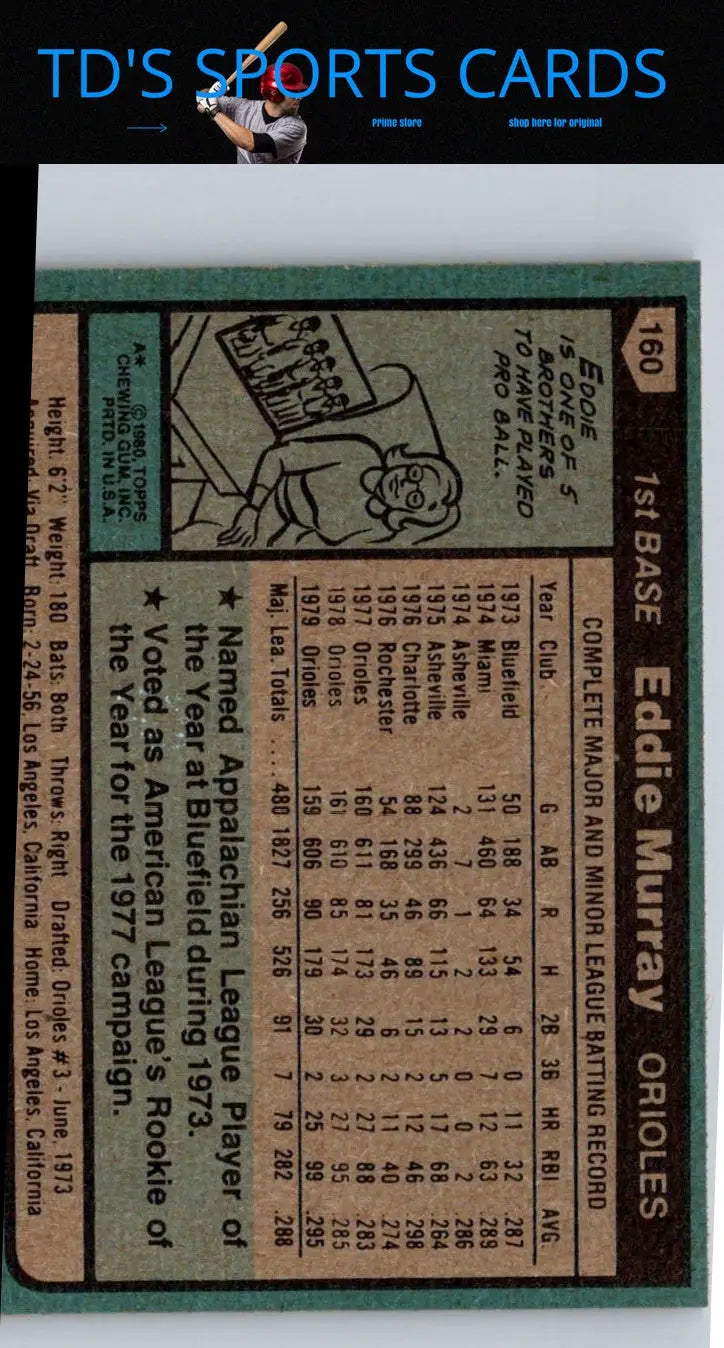 TD'S SPORTS CARDS
Prime store
shop here for original
160
1st BASE Eddie Murray ORIOLES
EDDIE
IS ONE OF 5
BROTHERS
TO HAVE PLAYED
PRO BALL.
A* ©1980, TOPPS
CHEWING GUM, INC.
PRTD. IN U.S.A.
COMPLETE MAJOR AND MINOR LEAGUE BATTING RECORD
Year Club G AB R H 2B 3B HR RBI AVG.
1973 Bluefield 50 188 34 54 6 0 11 32 .287
1974 Miami 131 460 64 133 29 7 12 63 .289
1974 Asheville 2 7 1 2 2 0 0 2 .286
1975 Asheville 124 436 66 115 13 5 17 68 .264
1976 Charlotte 88 299 46 89 15 2 12 46 .298
1976 Rochester 54 168 35 46 6 2 11 40 .274
1977 Orioles 160 611 81 173 29 2 27 88 .283
1978 Orioles 161 610 85 174 32 3 27 95 .285
1979 Orioles 159 606 90 179 30 2 25 99 .295
Maj. Lea. Totals ..... 480 1827 256 526 91 7 79 282 .288
★ Named Appalachian League Player of
the Year at Bluefield during 1973.
★ Voted as American League's Rookie of
the Year for the 1977 campaign.
Height: 6'2" Weight: 180 Bats: Both Throws: Right Drafted: Orioles #3 - June, 1973
Acquired: Via Draft Born: 2-24-56, Los Angeles, California Home: Los Angeles, California